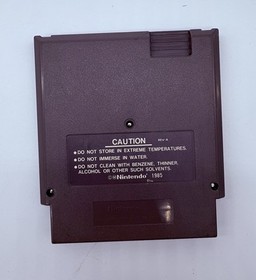 CAUTION
• DO NOT STORE IN EXTREME TEMPERATURES.
• DO NOT IMMERSE IN WATER.
• DO NOT CLEAN WITH BENZENE, THINNER,
ALCOHOL OR OTHER SUCH SOLVENTS.
©Nintendo 1985